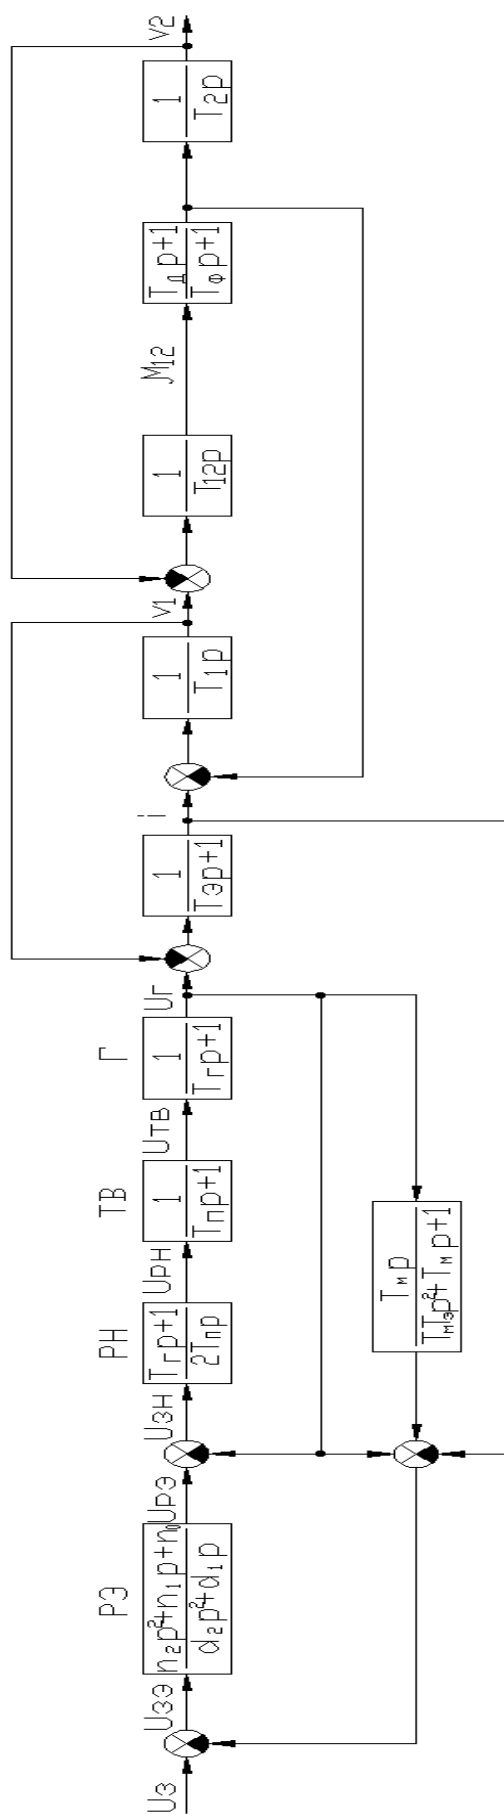 Uз
Uзэ
РЭ
n₂p²+n₁p+n₀
d₂p²+d₁p
Uрэ
Uзн
РН
Tгp+1
2Tпp
Uрн
ТВ
1
Tпp+1
Uтв
Г
1
Tгp+1
Uг
1
Tэp+1
i
1
T₁p
v1
1
T₁₂p
M₁₂
Tдp+1
Tфp+1
1
T₂p
v2
Tмp
TмTэp²+Tмp+1